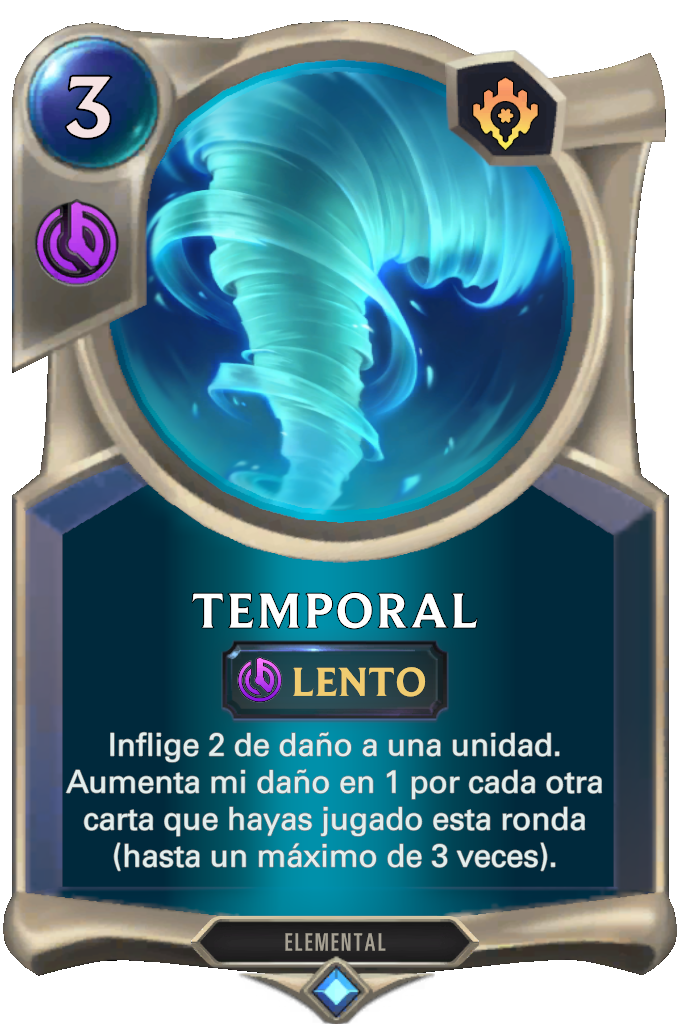 3
TEMPORAL
LENTO
Inflige 2 de daño a una unidad.
Aumenta mi daño en 1 por cada otra
carta que hayas jugado esta ronda
(hasta un máximo de 3 veces).
ELEMENTAL